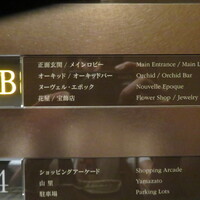 B
正面玄関 / メインロビー Main Entrance / Main L
オーキッド / オーキッドバー Orchid / Orchid Bar
ヌーヴェル・エポック Nouvelle Epoque
花屋 / 宝飾店 Flower Shop / Jewelry
4
ショッピングアーケード Shopping Arcade
山里 Yamazato
駐車場 Parking Lots